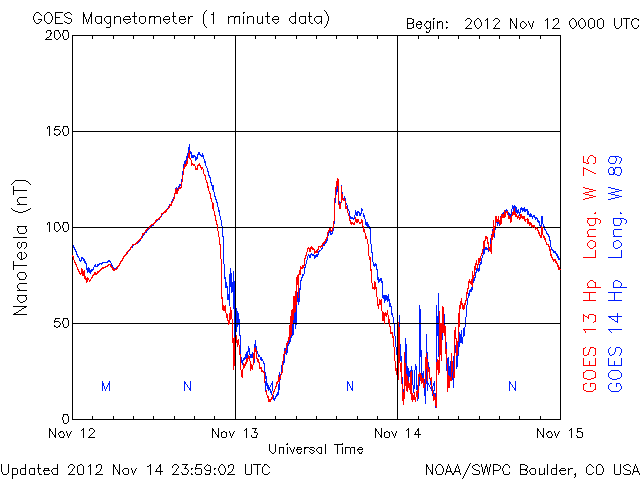 GOES Magnetometer (1 minute data)
Begin: 2012 Nov 12 0000 UTC
200
150
100
50
0
NanoTesla (nT)
M
N
N
N
Nov 12
Nov 13
Nov 14
Nov 15
Universal Time
GOES 13 Hp Long. W 75
GOES 14 Hp Long. W 89
Updated 2012 Nov 14 23:59:02 UTC
NOAA/SWPC Boulder, CO USA